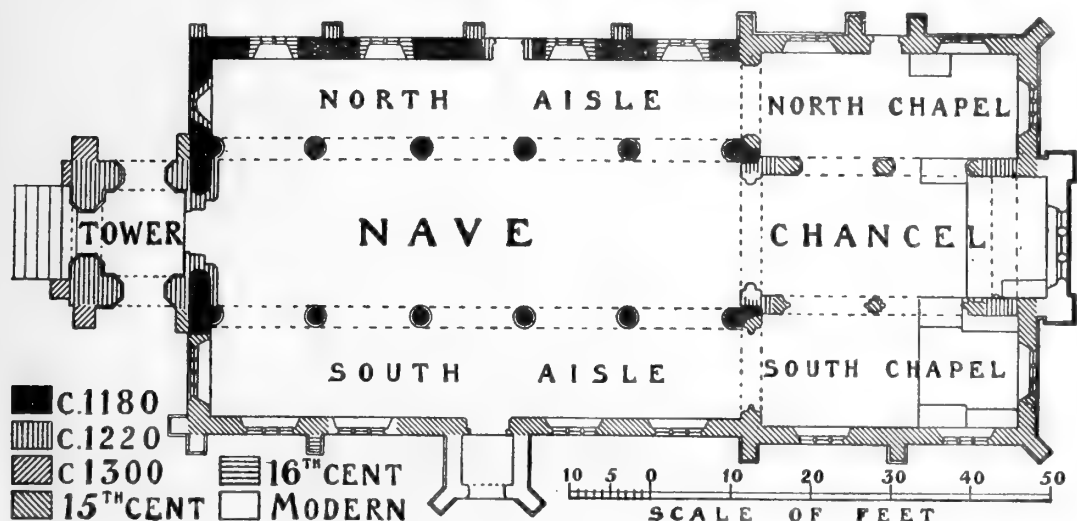 NORTH AISLE
NORTH CHAPEL
TOWER
NAVE
CHANCEL
SOUTH AISLE
SOUTH CHAPEL
C.1180
C.1220
C 1300
15TH CENT
16TH CENT
MODERN
10 5 0 10 20 30 40 50
SCALE OF FEET